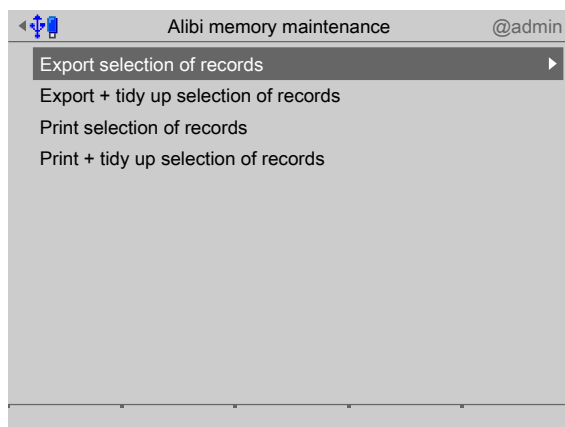 Alibi memory maintenance @admin
Export selection of records
Export + tidy up selection of records
Print selection of records
Print + tidy up selection of records